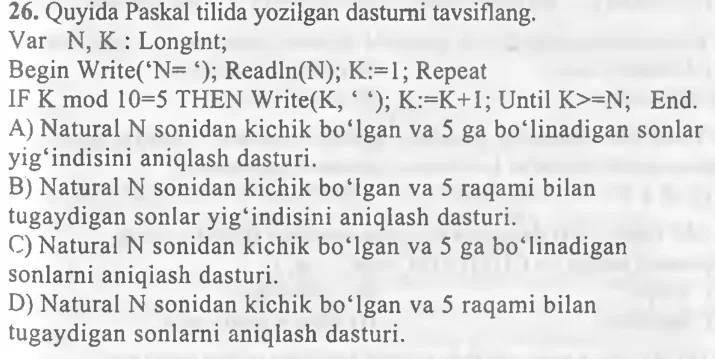 26. Quyida Paskal tilida yozilgan dasturni tavsiflang.
Var N, K : LongInt;
Begin Write(‘N= ‘); Readln(N); K:=1; Repeat
IF K mod 10=5 THEN Write(K, ‘ ‘); K:=K+1; Until K>=N; End.
A) Natural N sonidan kichik bo‘lgan va 5 ga bo‘linadigan sonlar
yig‘indisini aniqlash dasturi.
B) Natural N sonidan kichik bo‘lgan va 5 raqami bilan
tugaydigan sonlar yig‘indisini aniqlash dasturi.
C) Natural N sonidan kichik bo‘lgan va 5 ga bo‘linadigan
sonlarni aniqiash dasturi.
D) Natural N sonidan kichik bo‘lgan va 5 raqami bilan
tugaydigan sonlarni aniqlash dasturi.